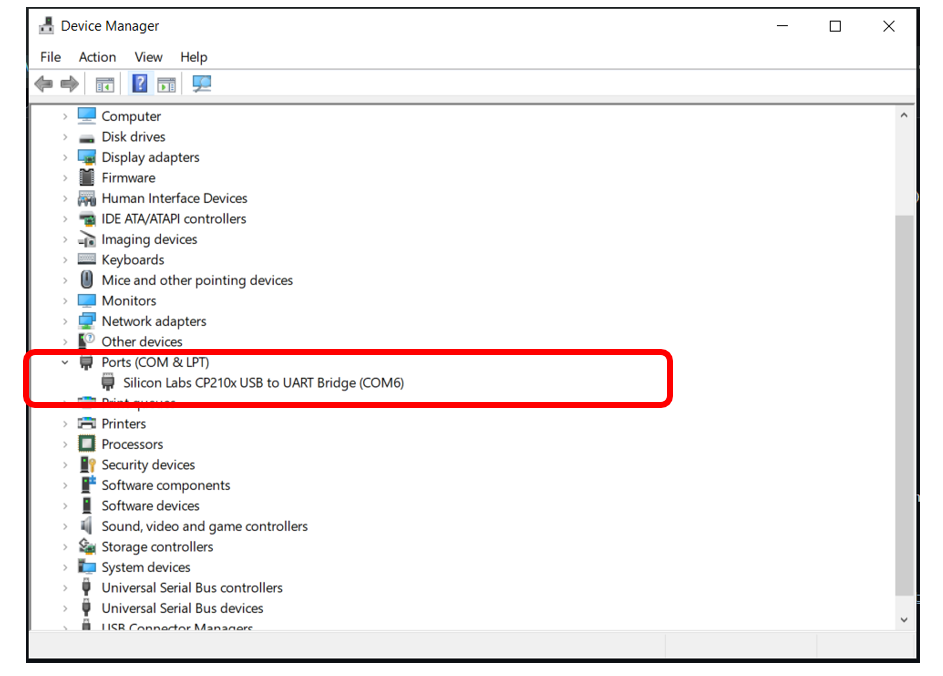 Device Manager
File Action View Help
Computer
Disk drives
Display adapters
Firmware
Human Interface Devices
IDE ATA/ATAPI controllers
Imaging devices
Keyboards
Mice and other pointing devices
Monitors
Network adapters
Other devices
Ports (COM & LPT)
Silicon Labs CP210x USB to UART Bridge (COM6)
Print queues
Printers
Processors
Security devices
Software components
Software devices
Sound, video and game controllers
Storage controllers
System devices
Universal Serial Bus controllers
Universal Serial Bus devices
USB Connector Managers